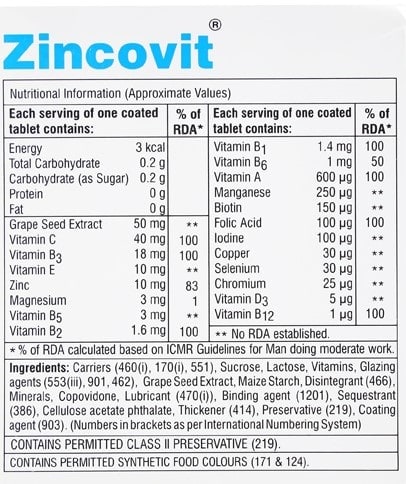 Zincovit®
Nutritional Information (Approximate Values)
Each serving of one coated tablet contains: % of RDA*
Energy 3 kcal
Total Carbohydrate 0.2 g
Carbohydrate (as Sugar) 0.2 g
Protein 0 g
Fat 0 g
Grape Seed Extract 50 mg **
Vitamin C 40 mg 100
Vitamin B3 18 mg 100
Vitamin E 10 mg **
Zinc 10 mg 83
Magnesium 3 mg 1
Vitamin B5 3 mg **
Vitamin B2 1.6 mg 100
Each serving of one coated tablet contains: % of RDA*
Vitamin B1 1.4 mg 100
Vitamin B6 1 mg 50
Vitamin A 600 µg 100
Manganese 250 µg **
Biotin 150 µg **
Folic Acid 100 µg 100
Iodine 100 µg **
Copper 30 µg **
Selenium 30 µg **
Chromium 25 µg **
Vitamin D3 5 µg **
Vitamin B12 1 µg 100
** No RDA established.
* % of RDA calculated based on ICMR Guidelines for Man doing moderate work.
Ingredients: Carriers (460(i), 170(i), 551), Sucrose, Lactose, Vitamins, Glazing
agents (553(iii), 901, 462), Grape Seed Extract, Maize Starch, Disintegrant (466),
Minerals, Copovidone, Lubricant (470(i)), Binding agent (1201), Sequestrant
(386), Cellulose acetate phthalate, Thickener (414), Preservative (219), Coating
agent (903). (Numbers in brackets as per International Numbering System)
CONTAINS PERMITTED CLASS II PRESERVATIVE (219).
CONTAINS PERMITTED SYNTHETIC FOOD COLOURS (171 & 124).